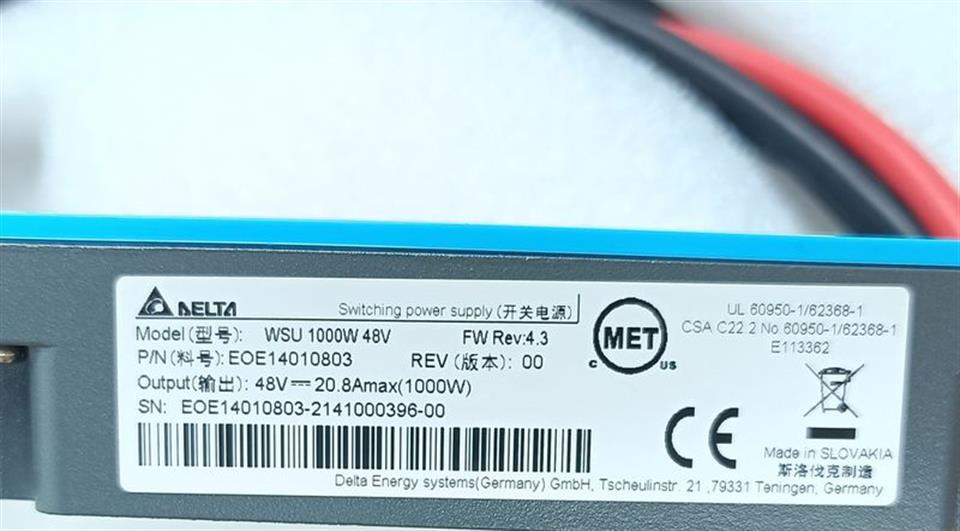 DELTA Switching power supply (开关电源)
Model (型号): WSU 1000W 48V FW Rev:4.3
P/N (料号): EOE14010803 REV (版本): 00
Output(输出): 48V⎓20.8Amax(1000W)
SN: EOE14010803-2141000396-00
Delta Energy systems(Germany) GmbH, Tscheulinstr. 21 ,79331 Teningen, Germany
MET
C US
UL 60950-1/62368-1
CSA C22.2 No 60950-1/62368-1
E113362
CE
Made in SLOVAKIA
斯洛伐克制造